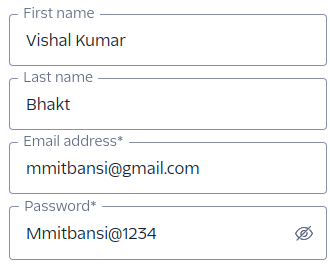 First name
Vishal Kumar
Last name
Bhakt
Email address*
mmitbansi@gmail.com
Password*
Mmitbansi@1234